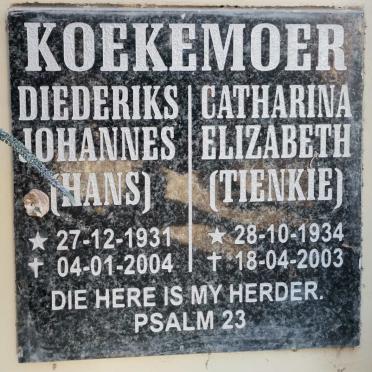 KOEKEMOER
DIEDERIKS
JOHANNES
(HANS)
★ 27-12-1931
✝ 04-01-2004
CATHARINA
ELIZABETH
(TIENKIE)
★ 28-10-1934
✝ 18-04-2003
DIE HERE IS MY HERDER.
PSALM 23